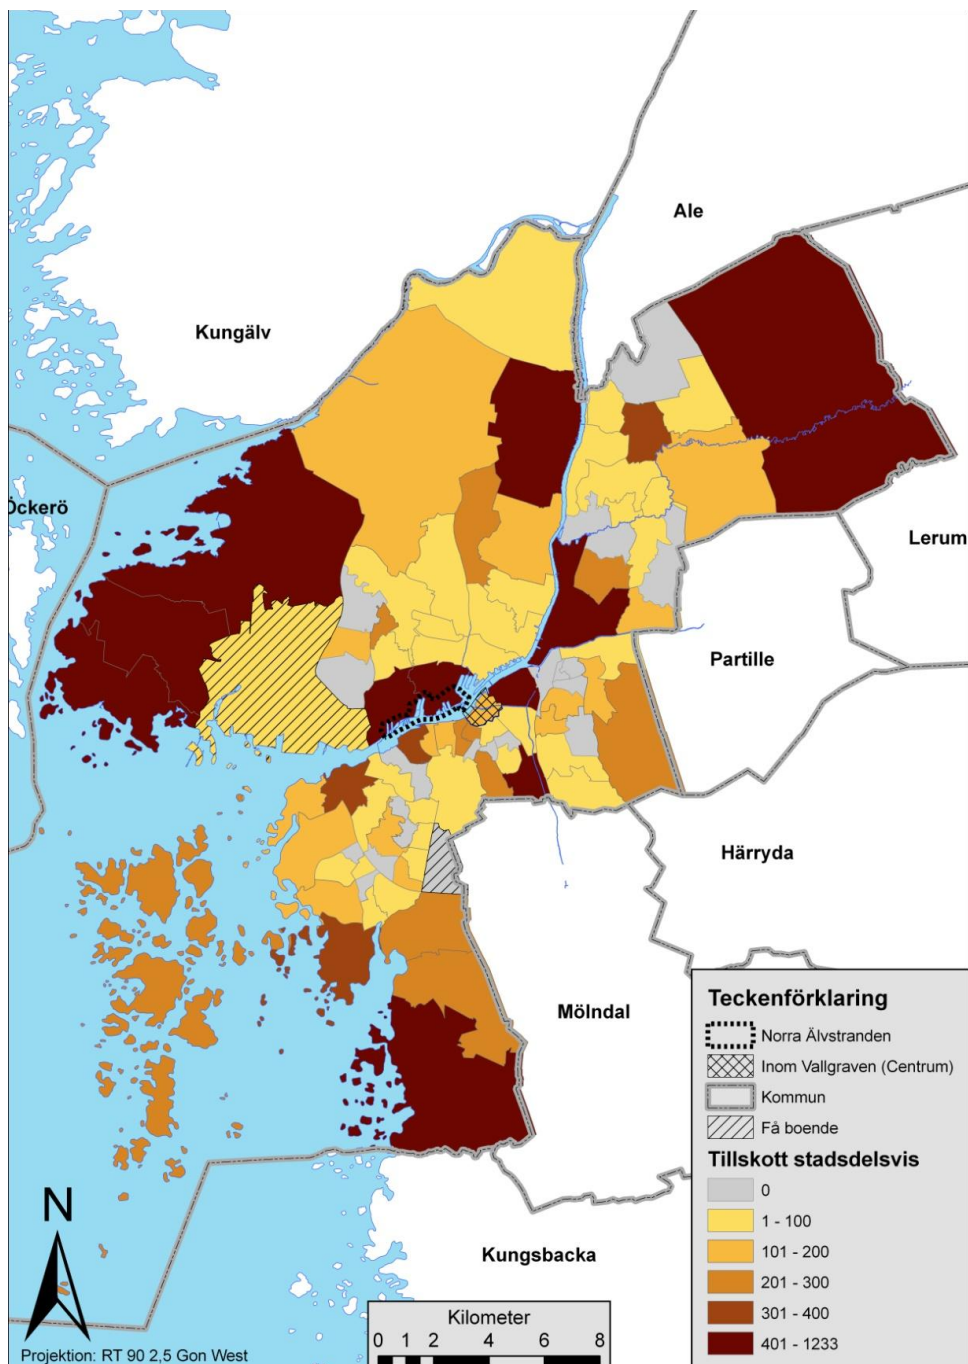 Ale
Kungälv
Öckerö
Lerum
Partille
Härryda
Mölndal
Kungsbacka
Teckenförklaring
Norra Älvstranden
Inom Vallgraven (Centrum)
Kommun
Få boende
Tillskott stadsdelsvis
0
1 - 100
101 - 200
201 - 300
301 - 400
401 - 1233
N
Kilometer
0 1 2 4 6 8
Projektion: RT 90 2,5 Gon West